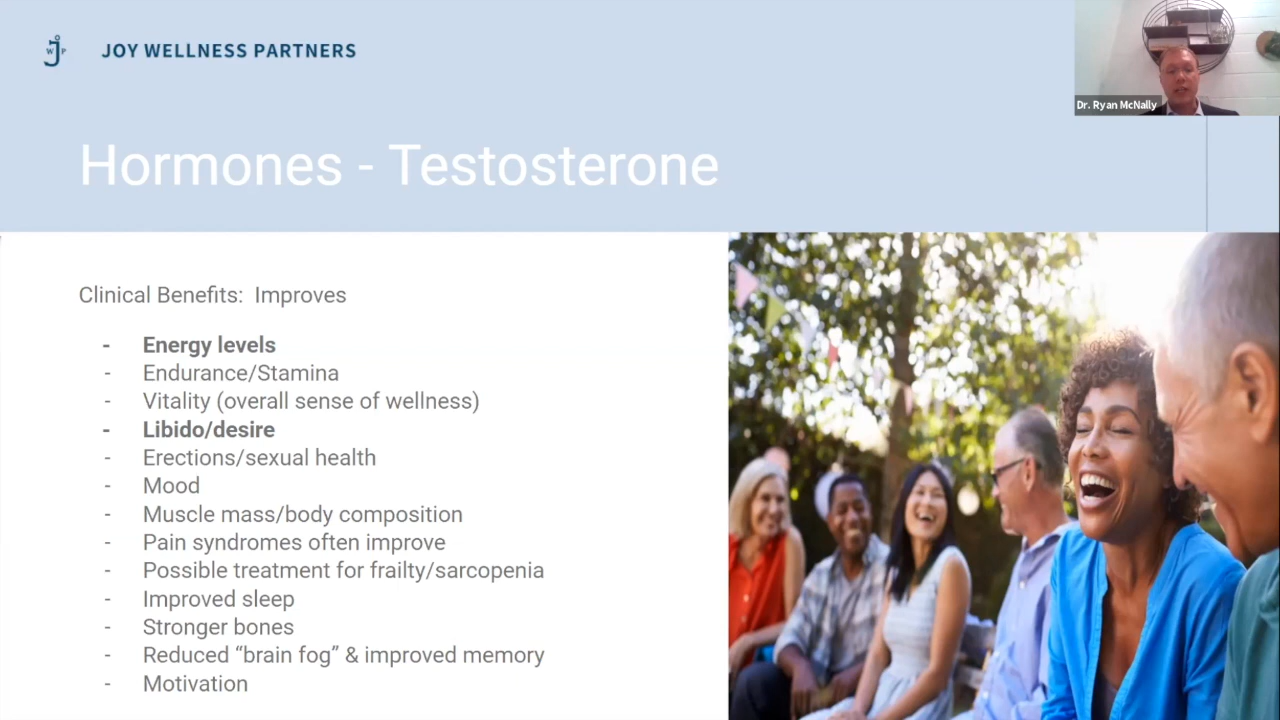 JOY WELLNESS PARTNERS
W J P
Dr. Ryan McNally
Hormones - Testosterone
Clinical Benefits: Improves
- Energy levels
- Endurance/Stamina
- Vitality (overall sense of wellness)
- Libido/desire
- Erections/sexual health
- Mood
- Muscle mass/body composition
- Pain syndromes often improve
- Possible treatment for frailty/sarcopenia
- Improved sleep
- Stronger bones
- Reduced “brain fog” & improved memory
- Motivation